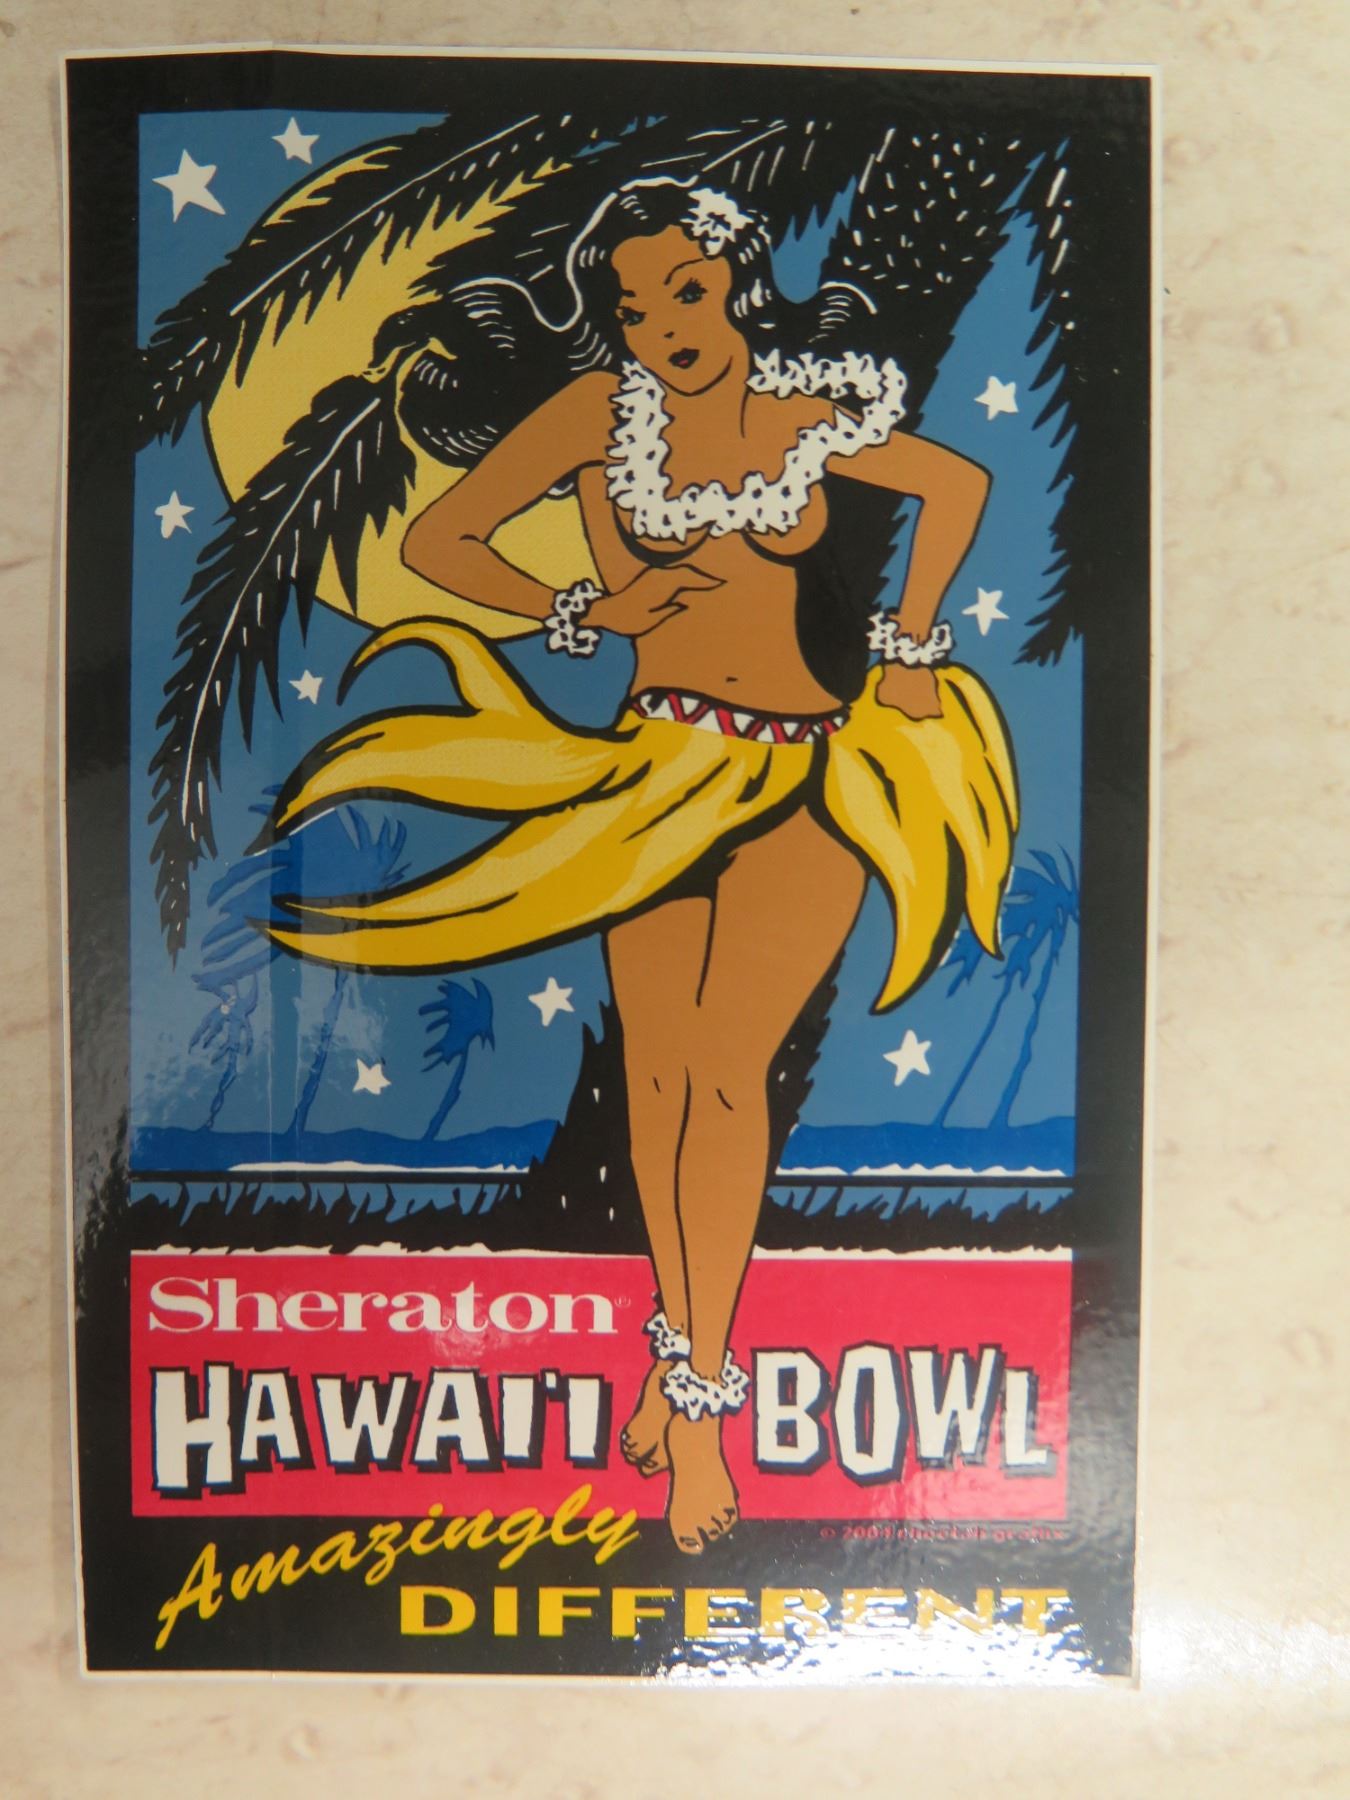 Sheraton®
HAWAI'I BOWL
Amazingly
DIFFERENT
©